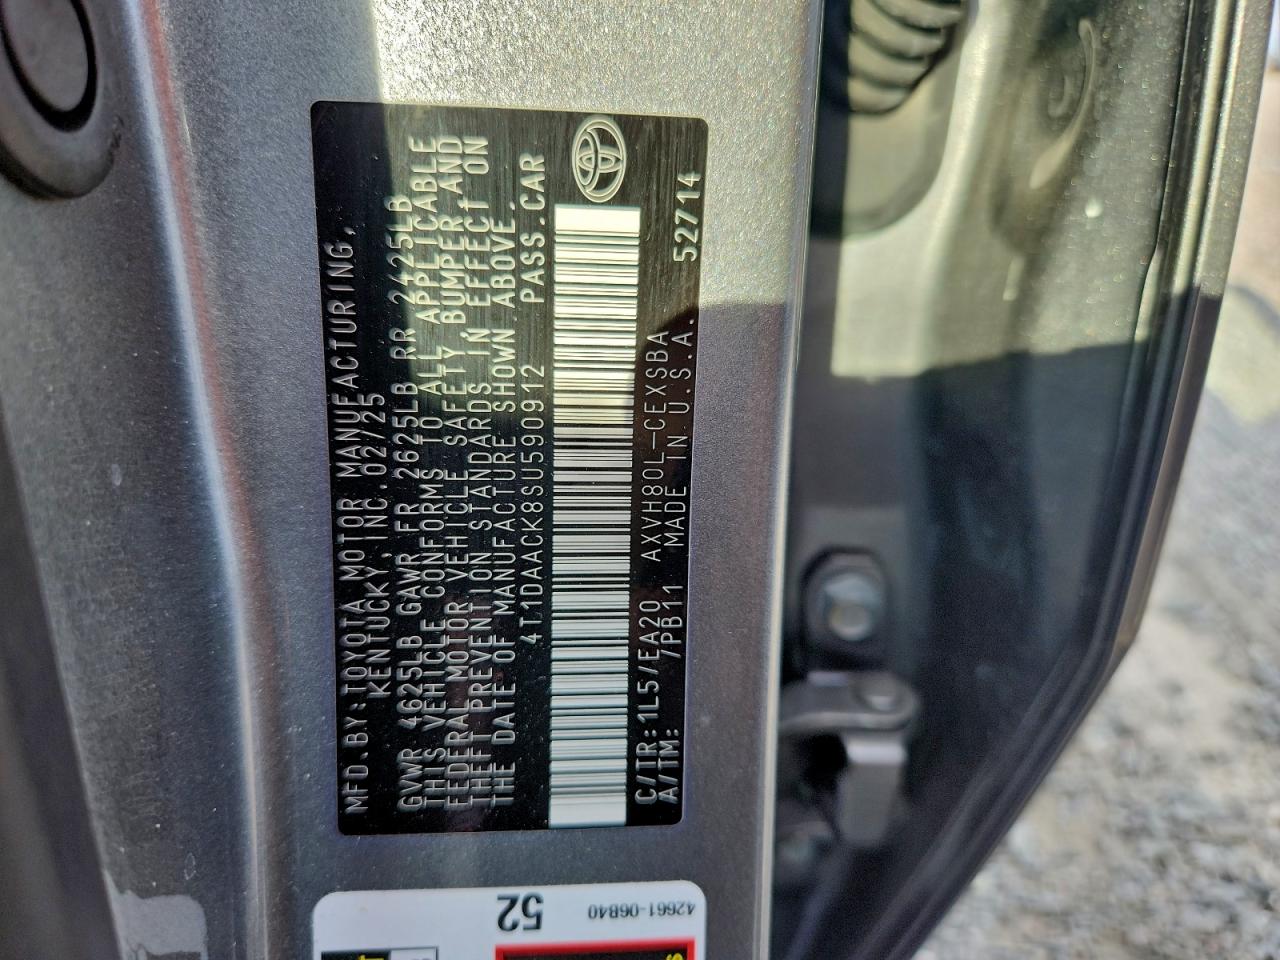 MFD.BY:TOYOTA MOTOR MANUFACTURING,
KENTUCKY, INC.02/25
GVWR 4625LB GAWR FR 2625LB RR 2425LB
THIS VEHICLE CONFORMS TO ALL APPLICABLE
FEDERAL MOTOR VEHICLE SAFETY, BUMPER AND
THEFT PREVENTION STANDARDS IN EFFECT ON
THE DATE OF MANUFACTURE SHOWN ABOVE.
4T1DAACK8SU590912 PASS.CAR
C/TR:1L5/EA20 AXVH80L-CEXSBA 52714
A/TM: /PB11 MADE IN U.S.A.
52
42661-06B40